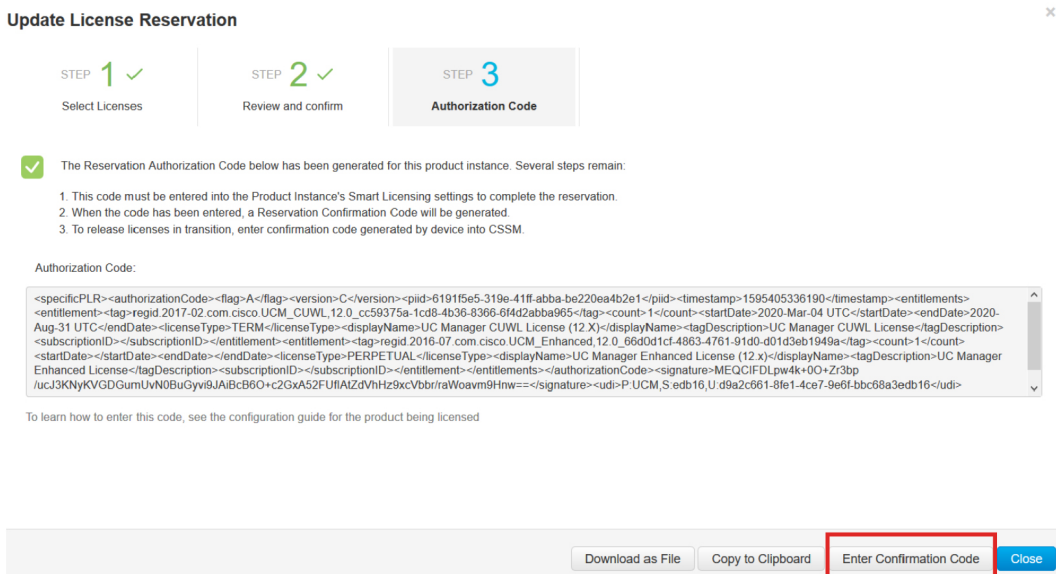 Update License Reservation
STEP 1
Select Licenses
STEP 2
Review and confirm
STEP 3
Authorization Code
The Reservation Authorization Code below has been generated for this product instance. Several steps remain:
1. This code must be entered into the Product Instance's Smart Licensing settings to complete the reservation.
2. When the code has been entered, a Reservation Confirmation Code will be generated.
3. To release licenses in transition, enter confirmation code generated by device into CSSM.
Authorization Code:
<specificPLR><authorizationCode><flag>A</flag><version>C</version><piid>6191f5e5-319e-41ff-abba-be220ea4b2e1</piid><timestamp>1595405336190</timestamp><entitlements>
<entitlement><tag>regid.2017-02.com.cisco.UCM_CUWL,12.0_cc59375a-1cd8-4b36-8366-6f4d2abba965</tag><count>1</count><startDate>2020-Mar-04 UTC</startDate><endDate>2020-
Aug-31 UTC</endDate><licenseType>TERM</licenseType><displayName>UC Manager CUWL License (12.X)</displayName><tagDescription>UC Manager CUWL License</tagDescription>
<subscriptionID></subscriptionID></entitlement><entitlement><tag>regid.2016-07.com.cisco.UCM_Enhanced,12.0_66d0d1cf-4863-4761-91d0-d01d3eb1949a</tag><count>1</count>
<startDate></startDate><endDate></endDate><licenseType>PERPETUAL</licenseType><displayName>UC Manager Enhanced License (12.x)</displayName><tagDescription>UC Manager
Enhanced License</tagDescription><subscriptionID></subscriptionID></entitlement></entitlements></authorizationCode><signature>MEQCIFDLpw4k+0O+Zr3bp
/ucJ3KNyKVGDGumUvN0BuGyvi9JAiBcB6O+c2GxA52FUflAtZdVhHz9xcVbbr/raWoavm9Hnw==</signature><udi>P:UCM,S:edb16,U:d9a2c661-8fe1-4ce7-9e6f-bbc68a3edb16</udi>
To learn how to enter this code, see the configuration guide for the product being licensed
Download as File
Copy to Clipboard
Enter Confirmation Code
Close